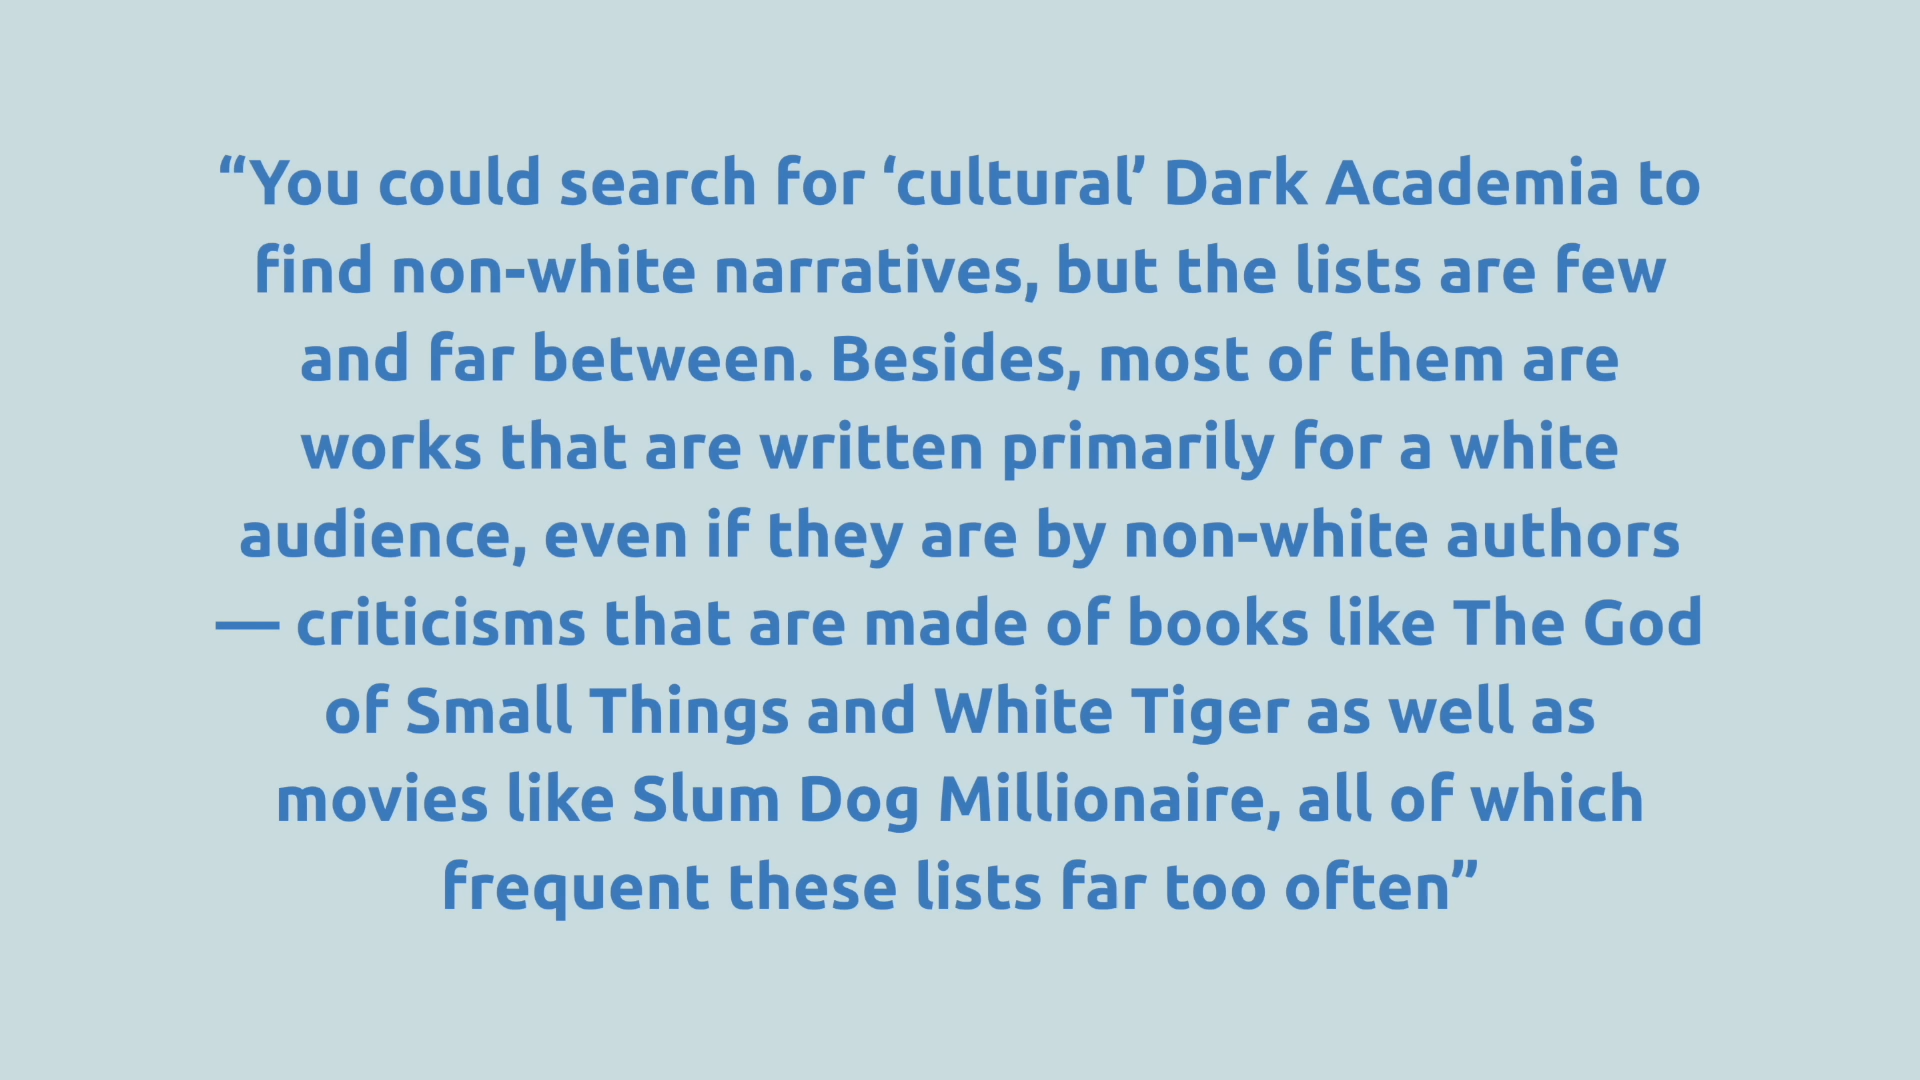 “You could search for ‘cultural’ Dark Academia to
find non-white narratives, but the lists are few
and far between. Besides, most of them are
works that are written primarily for a white
audience, even if they are by non-white authors
— criticisms that are made of books like The God
of Small Things and White Tiger as well as
movies like Slum Dog Millionaire, all of which
frequent these lists far too often”